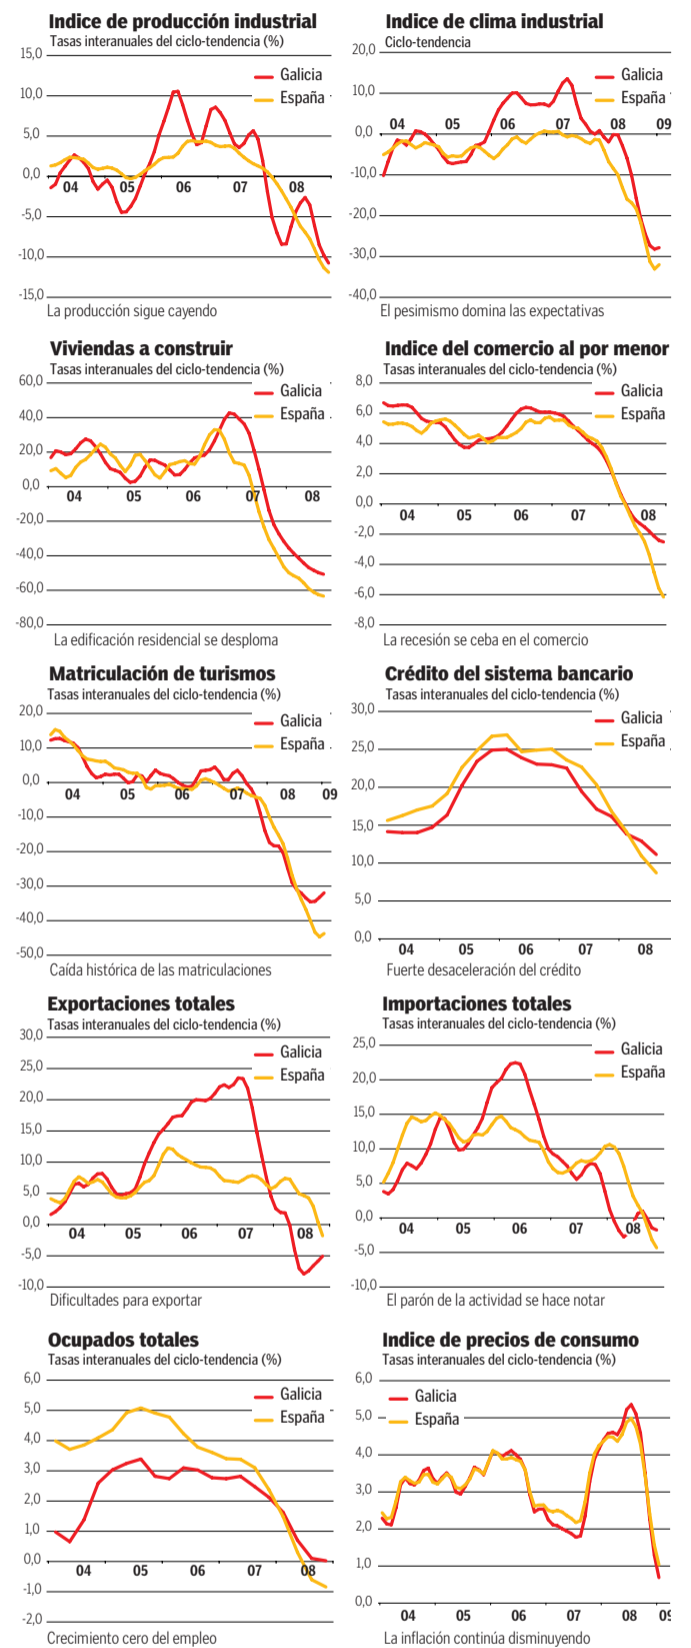 Indice de producción industrial
Tasas interanuales del ciclo-tendencia (%)
15,0
10,0
5,0
0,0
-5,0
-10,0
-15,0
Galicia
España
04
05
06
07
08
La producción sigue cayendo
Indice de clima industrial
Ciclo-tendencia
20,0
10,0
0,0
-10,0
-20,0
-30,0
-40,0
Galicia
España
04
05
06
07
08
09
El pesimismo domina las expectativas
Viviendas a construir
Tasas interanuales del ciclo-tendencia (%)
60,0
40,0
20,0
0,0
-20,0
-40,0
-60,0
-80,0
Galicia
España
04
05
06
07
08
La edificación residencial se desploma
Indice del comercio al por menor
Tasas interanuales del ciclo-tendencia (%)
8,0
6,0
4,0
2,0
0,0
-2,0
-4,0
-6,0
-8,0
Galicia
España
04
05
06
07
08
La recesión se ceba en el comercio
Matriculación de turismos
Tasas interanuales del ciclo-tendencia (%)
20,0
10,0
0,0
-10,0
-20,0
-30,0
-40,0
-50,0
Galicia
España
04
05
06
07
08
09
Caída histórica de las matriculaciones
Crédito del sistema bancario
Tasas interanuales del ciclo-tendencia (%)
30,0
25,0
20,0
15,0
10,0
5,0
0,0
Galicia
España
04
05
06
07
08
Fuerte desaceleración del crédito
Exportaciones totales
Tasas interanuales del ciclo-tendencia (%)
30,0
25,0
20,0
15,0
10,0
5,0
0,0
-5,0
-10,0
Galicia
España
04
05
06
07
08
Dificultades para exportar
Importaciones totales
Tasas interanuales del ciclo-tendencia (%)
25,0
20,0
15,0
10,0
5,0
0,0
-5,0
-10,0
Galicia
España
04
05
06
07
08
El parón de la actividad se hace notar
Ocupados totales
Tasas interanuales del ciclo-tendencia (%)
6,0
5,0
4,0
3,0
2,0
1,0
0,0
-1,0
-2,0
Galicia
España
04
05
06
07
08
Crecimiento cero del empleo
Indice de precios de consumo
Tasas interanuales del ciclo-tendencia (%)
6,0
5,0
4,0
3,0
2,0
1,0
0,0
Galicia
España
04
05
06
07
08
09
La inflación continúa disminuyendo